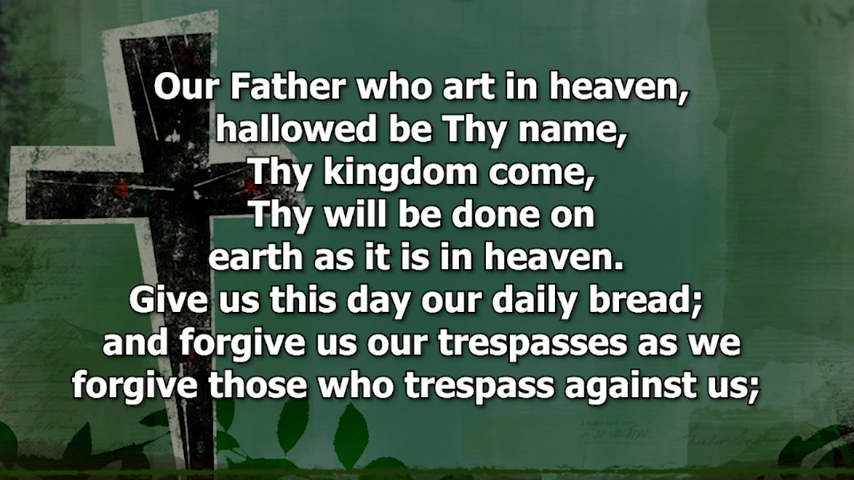 Our Father who art in heaven,
hallowed be Thy name,
Thy kingdom come,
Thy will be done on
earth as it is in heaven.
Give us this day our daily bread;
and forgive us our trespasses as we
forgive those who trespass against us;